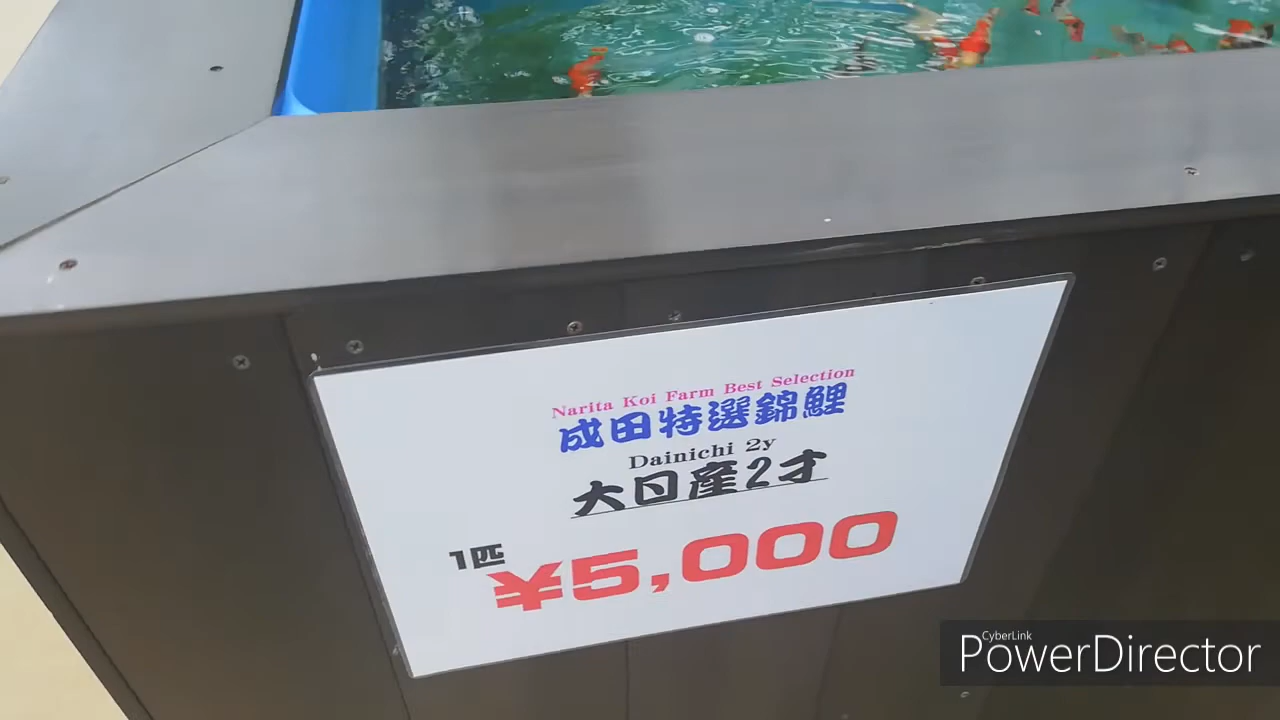 Narita Koi Farm Best Selection
成田特選錦鯉
Dainichi 2y
大日産2才
1匹
¥5,000
CyberLink
PowerDirector